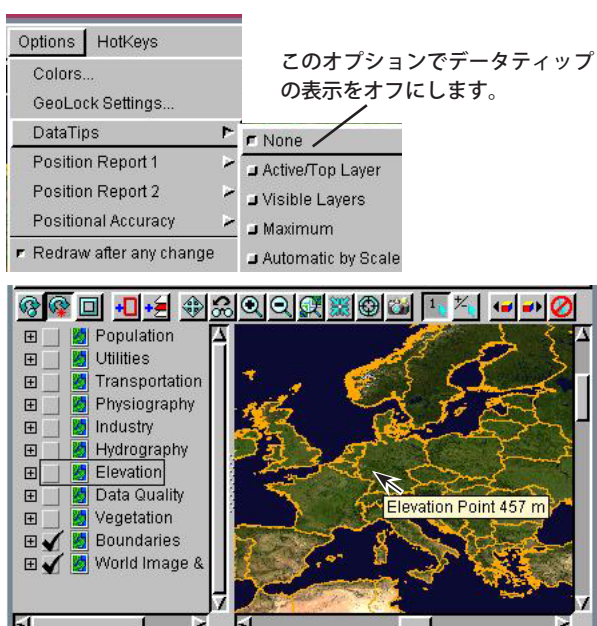 Options HotKeys
このオプションでデータティップ
の表示をオフにします。
Colors...
GeoLock Settings...
DataTips
None
Position Report 1
Active/Top Layer
Position Report 2
Visible Layers
Positional Accuracy
Maximum
Redraw after any change
Automatic by Scale
Population
Utilities
Transportation
Physiography
Industry
Hydrography
Elevation
Data Quality
Vegetation
Boundaries
World Image &
Elevation Point 457 m